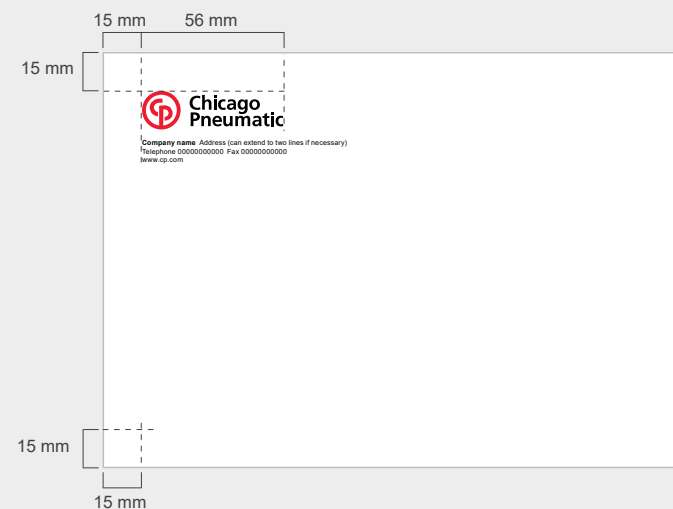 15 mm 56 mm
15 mm
CP Chicago
Pneumatic
Company name Address (can extend to two lines if necessary)
Telephone 00000000000 Fax 00000000000
www.cp.com
15 mm
15 mm